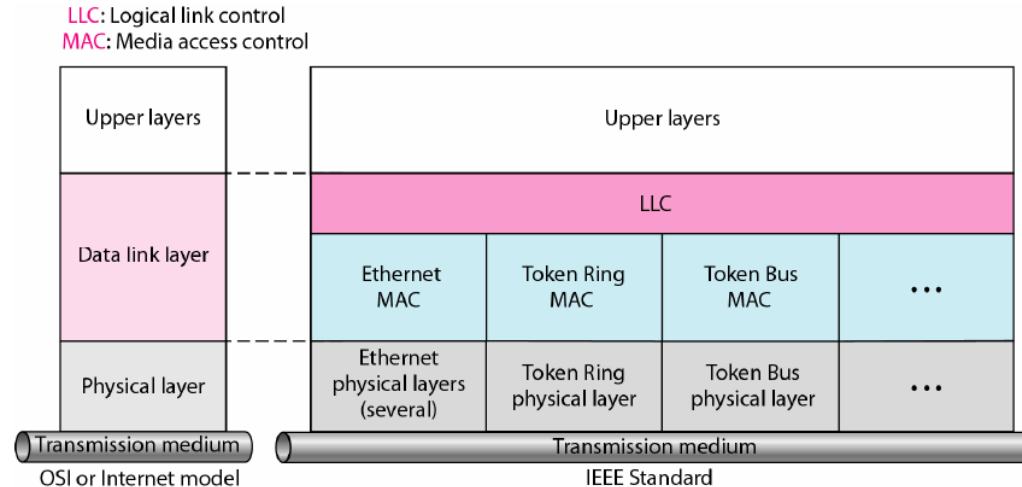 LLC: Logical link control
MAC: Media access control
Upper layers
Upper layers
Data link layer
LLC
Ethernet
MAC
Token Ring
MAC
Token Bus
MAC
...
Physical layer
Ethernet
physical layers
(several)
Token Ring
physical layer
Token Bus
physical layer
...
Transmission medium
Transmission medium
OSI or Internet model
IEEE Standard